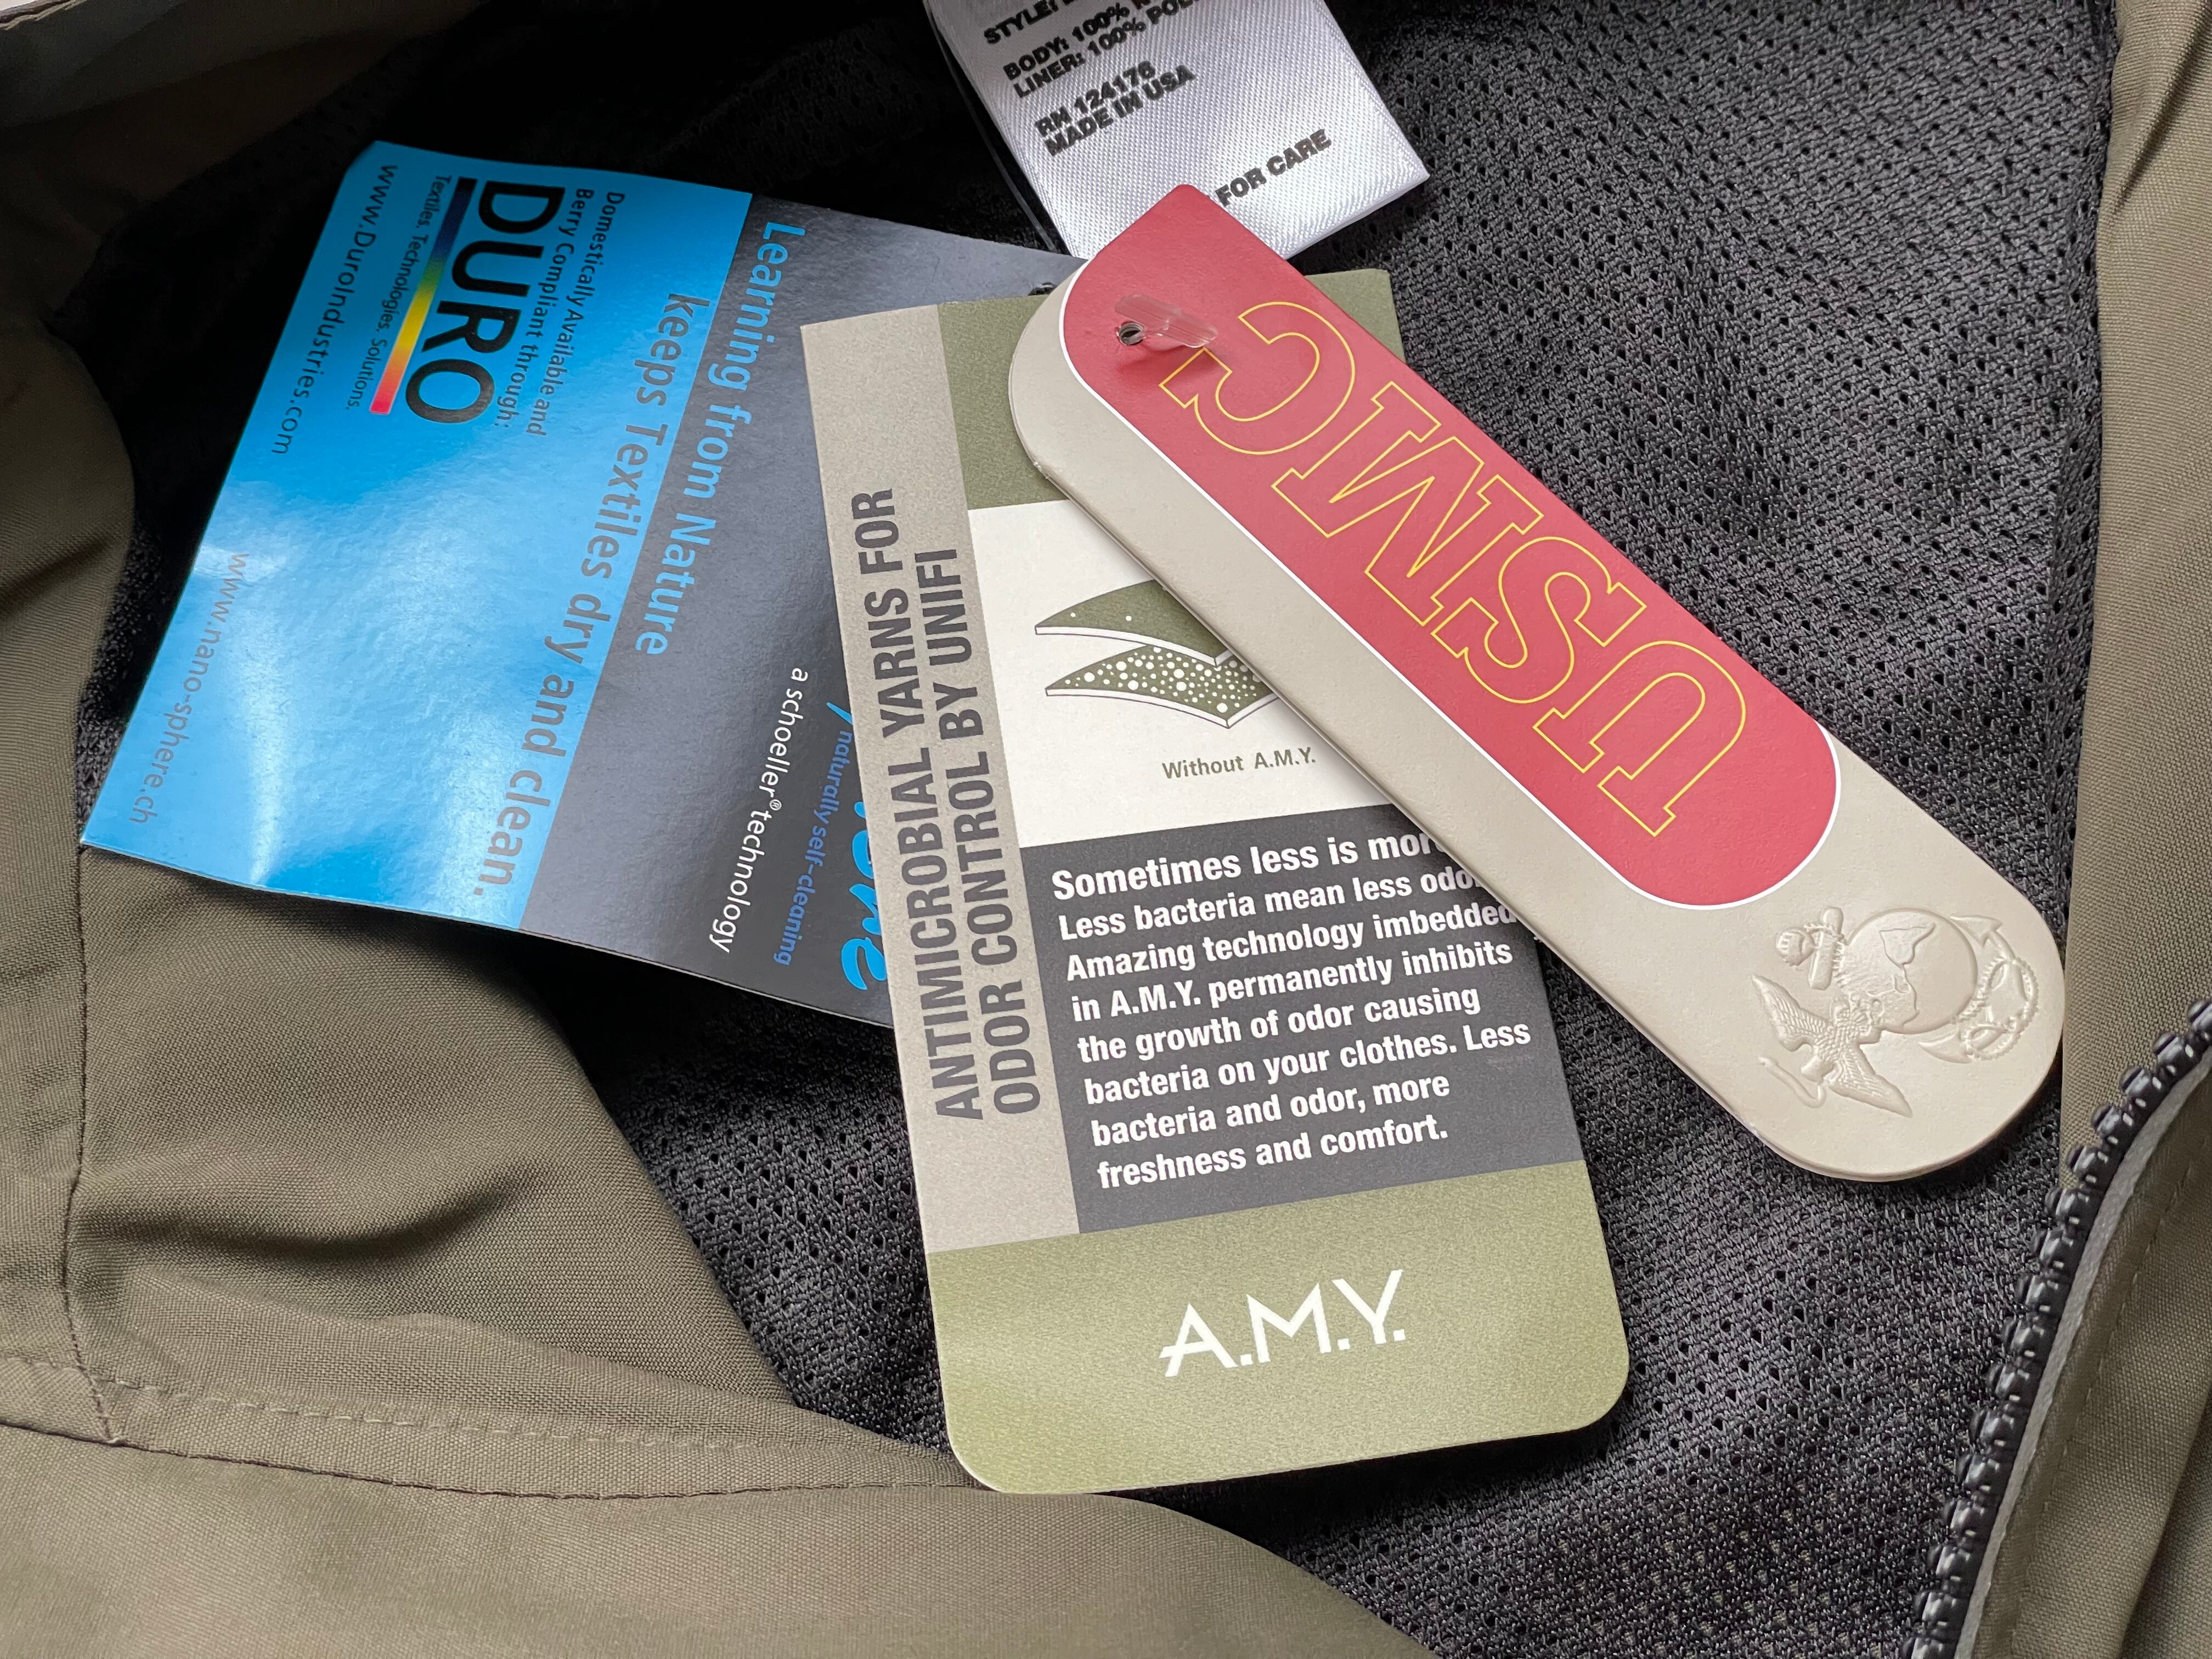 STYLE:
BODY: 100%
LINER: 100%
RN 124176
MADE IN USA
FOR CARE
USMC
Learning from Nature
keeps Textiles dry and clean.
Domestically Available and
Berry Compliant through:
DURO
Textiles. Technologies. Solutions.
www.DuroIndustries.com
www.nano-sphere.ch
naturally self-cleaning
a schoeller® technology
ANTIMICROBIAL YARNS FOR
ODOR CONTROL BY UNIFI
Without A.M.Y.
Sometimes less is more
Less bacteria mean less odor
Amazing technology imbedded
in A.M.Y. permanently inhibits
the growth of odor causing
bacteria on your clothes. Less
bacteria and odor, more
freshness and comfort.
A.M.Y.